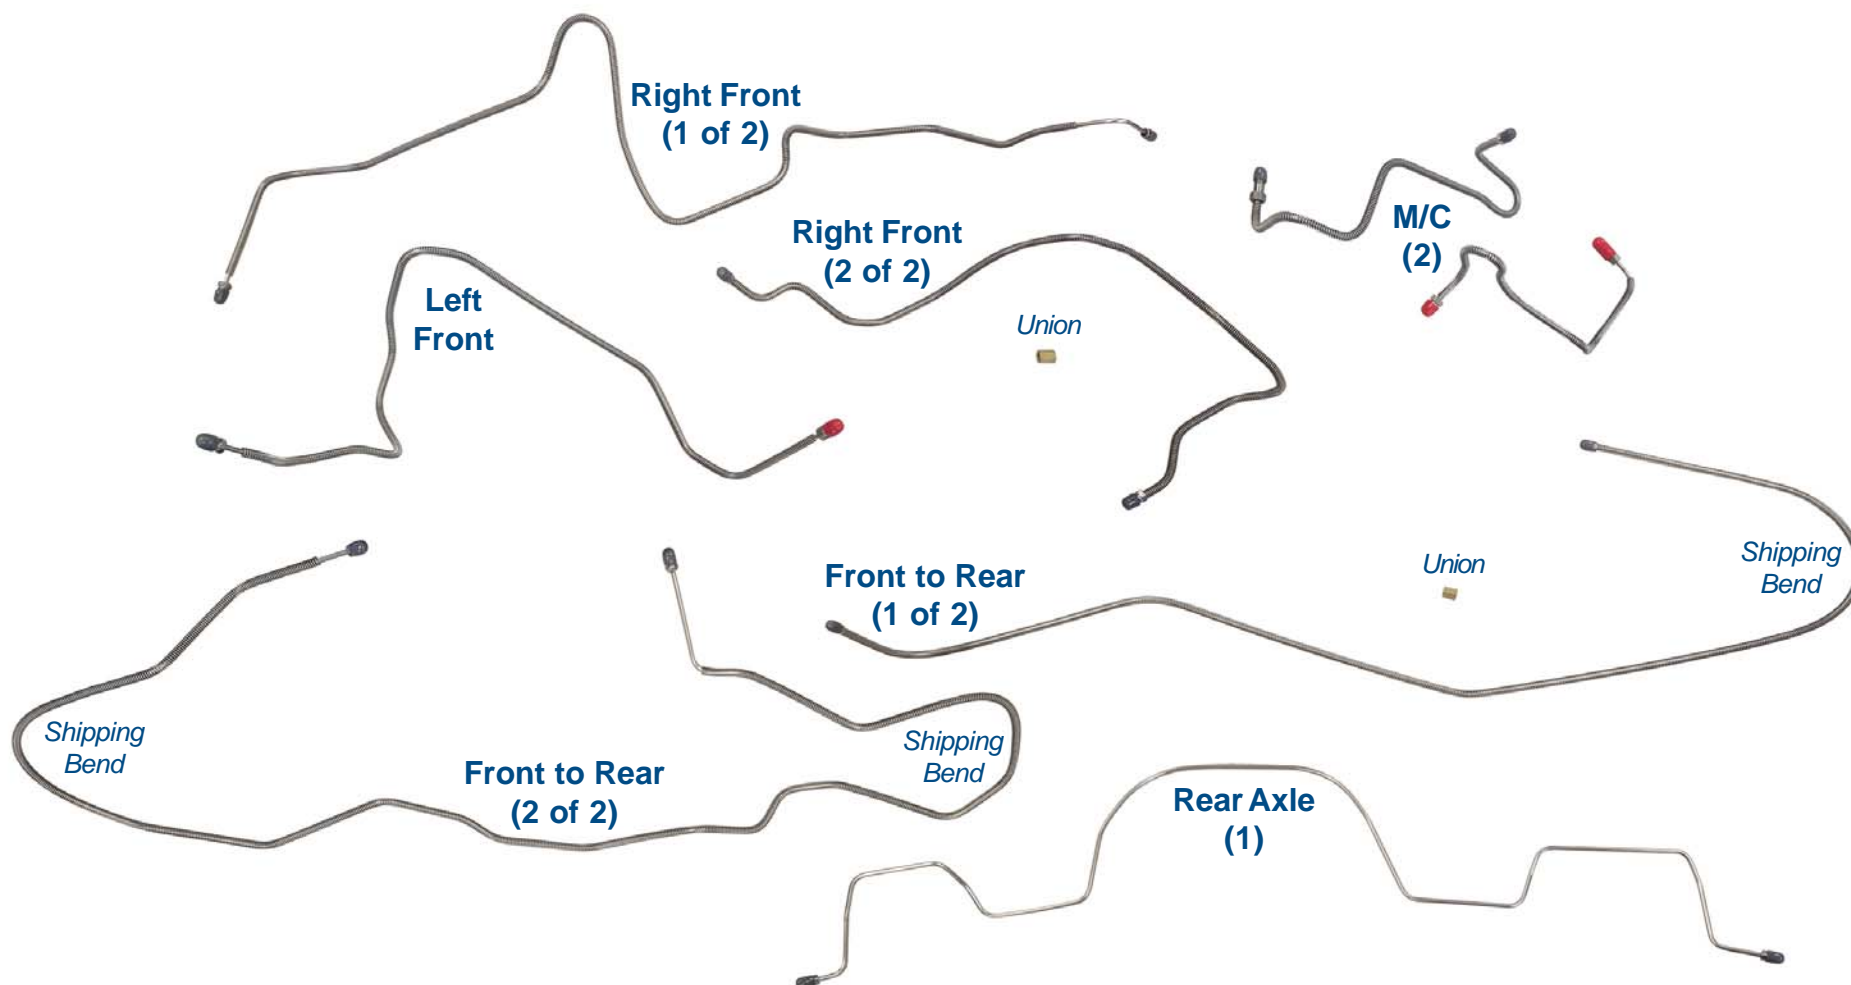 Right Front
(1 of 2)
M/C
(2)
Right Front
(2 of 2)
Left
Front
Union
Shipping
Bend
Union
Front to Rear
(1 of 2)
Shipping
Bend
Shipping
Bend
Front to Rear
(2 of 2)
Rear Axle
(1)